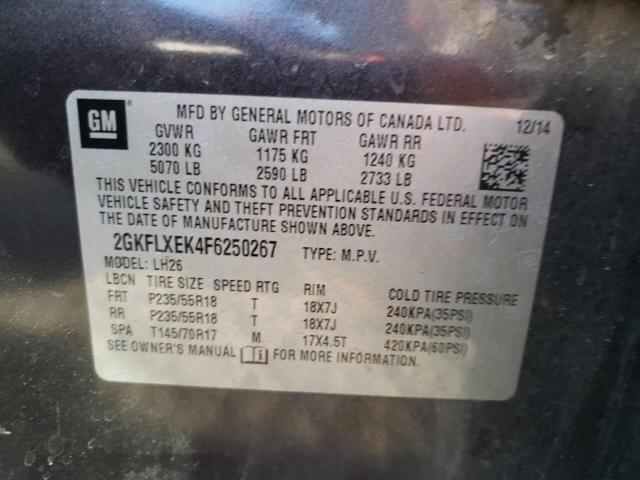 GM
MFD BY GENERAL MOTORS OF CANADA LTD. 12/14
GVWR GAWR FRT GAWR RR
2300 KG 1175 KG 1240 KG
5070 LB 2590 LB 2733 LB
THIS VEHICLE CONFORMS TO ALL APPLICABLE U.S. FEDERAL MOTOR
VEHICLE SAFETY AND THEFT PREVENTION STANDARDS IN EFFECT ON
THE DATE OF MANUFACTURE SHOWN ABOVE.
2GKFLXEK4F6250267 TYPE: M.P.V.
MODEL: LH26
LBCN TIRE SIZE SPEED RTG RIM COLD TIRE PRESSURE
FRT P235/55R18 T 18X7J 240KPA(35PSI)
RR P235/55R18 T 18X7J 240KPA(35PSI)
SPA T145/70R17 M 17X4.5T 420KPA(60PSI)
SEE OWNER'S MANUAL FOR MORE INFORMATION.